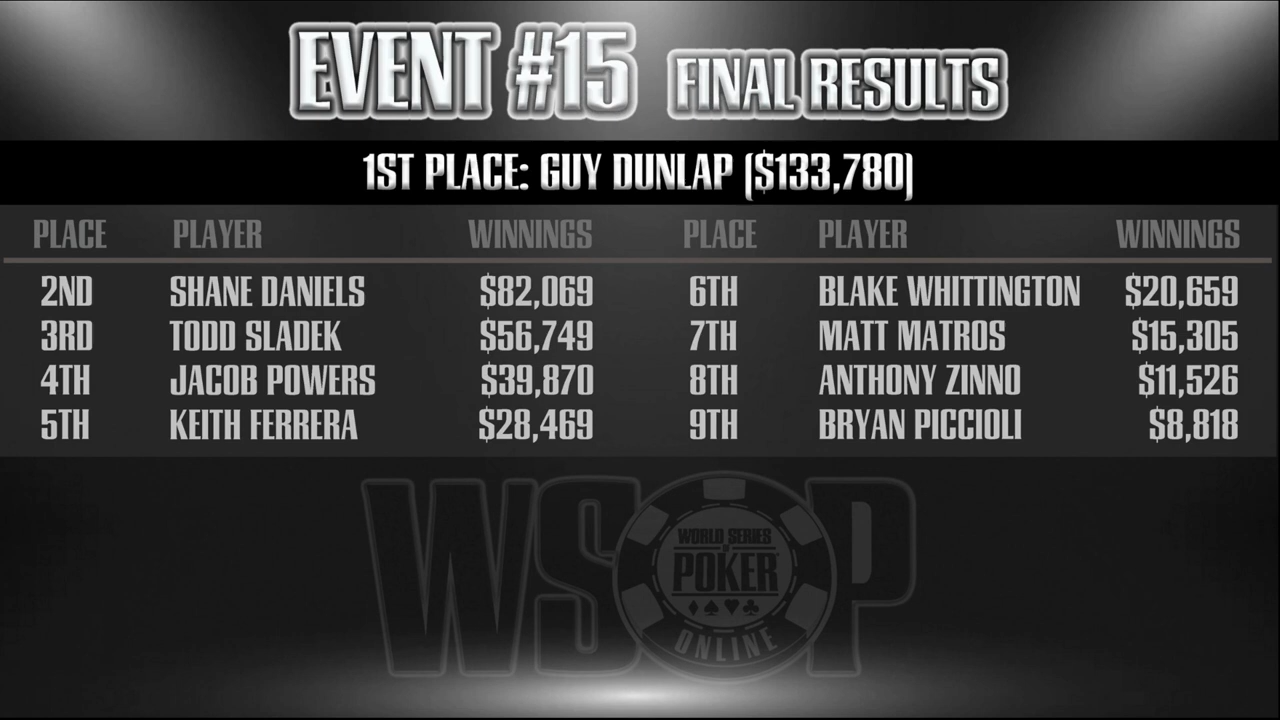 EVENT #15 FINAL RESULTS
1ST PLACE: GUY DUNLAP ($133,780)
PLACE PLAYER WINNINGS PLACE PLAYER WINNINGS
2ND SHANE DANIELS $82,069 6TH BLAKE WHITTINGTON $20,659
3RD TODD SLADEK $56,749 7TH MATT MATROS $15,305
4TH JACOB POWERS $39,870 8TH ANTHONY ZINNO $11,526
5TH KEITH FERRERA $28,469 9TH BRYAN PICCIOLI $8,818
WSOP
WORLD SERIES
OF
POKER
ONLINE